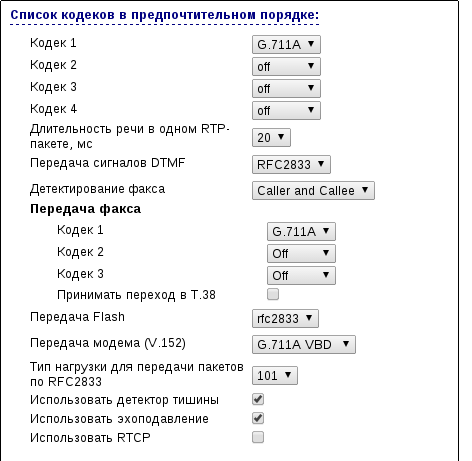 Список кодеков в предпочтительном порядке:
Кодек 1 G.711A
Кодек 2 off
Кодек 3 off
Кодек 4 off
Длительность речи в одном RTP-
пакете, мс 20
Передача сигналов DTMF RFC2833
Детектирование факса Caller and Callee
Передача факса
Кодек 1 G.711A
Кодек 2 Off
Кодек 3 Off
Принимать переход в T.38
Передача Flash rfc2833
Передача модема (V.152) G.711A VBD
Тип нагрузки для передачи пакетов
по RFC2833 101
Использовать детектор тишины
Использовать эхоподавление
Использовать RTCP